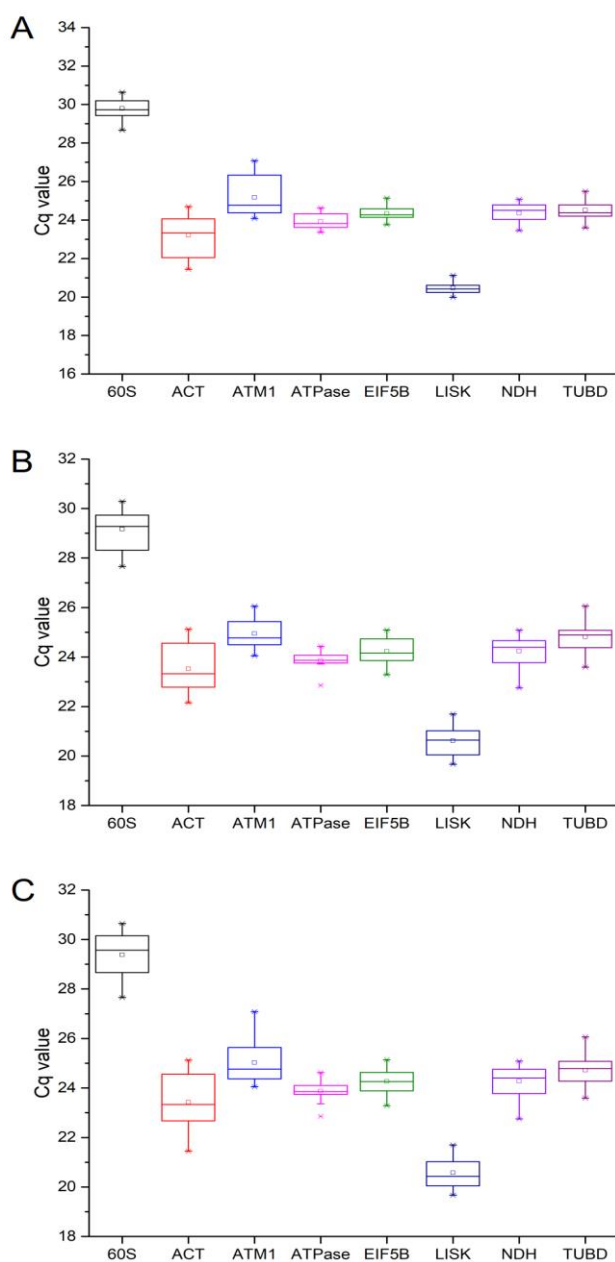 A
34
32
30
28
26
24
22
20
18
16
Cq value
60S ACT ATM1 ATPase EIF5B LISK NDH TUBD
B
32
30
28
26
24
22
20
18
Cq value
60S ACT ATM1 ATPase EIF5B LISK NDH TUBD
C
32
30
28
26
24
22
20
18
Cq value
60S ACT ATM1 ATPase EIF5B LISK NDH TUBD